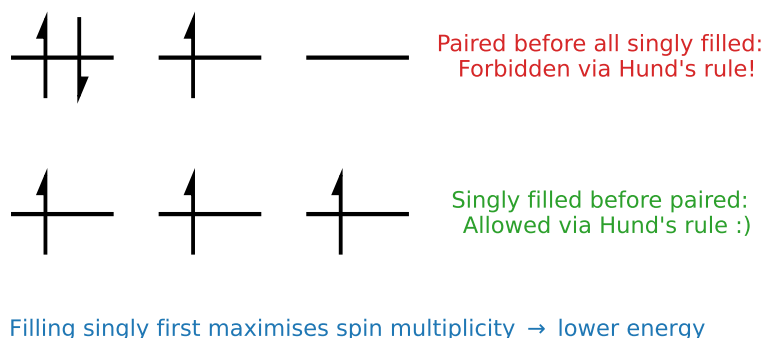 Paired before all singly filled:
Forbidden via Hund's rule!
Singly filled before paired:
Allowed via Hund's rule :)
Filling singly first maximises spin multiplicity → lower energy